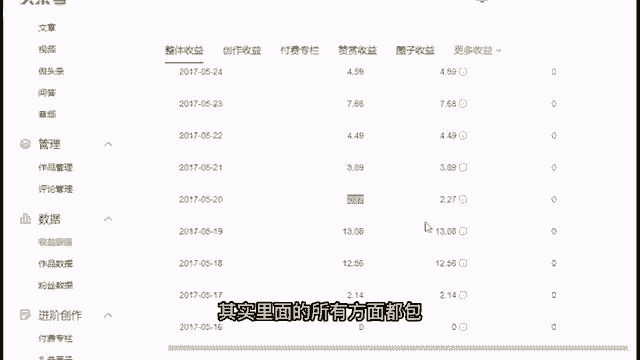 头条号
文章
视频
微头条
问答
音频
管理
作品管理
评论管理
数据
收益数据
作品数据
粉丝数据
进阶创作
付费专栏
整体收益 创作收益 付费专栏 赞赏收益 圈子收益 更多收益
2017-05-24 4.59 4.59 0
2017-05-23 7.68 7.68 0
2017-05-22 4.49 4.49 0
2017-05-21 3.89 3.89 0
2017-05-20 2.27 0
2017-05-19 13.08 13.08 0
2017-05-18 12.56 12.56 0
2017-05-17 2.14 2.14 0
2017-05-16 0 0 0
其实里面的所有方面都包